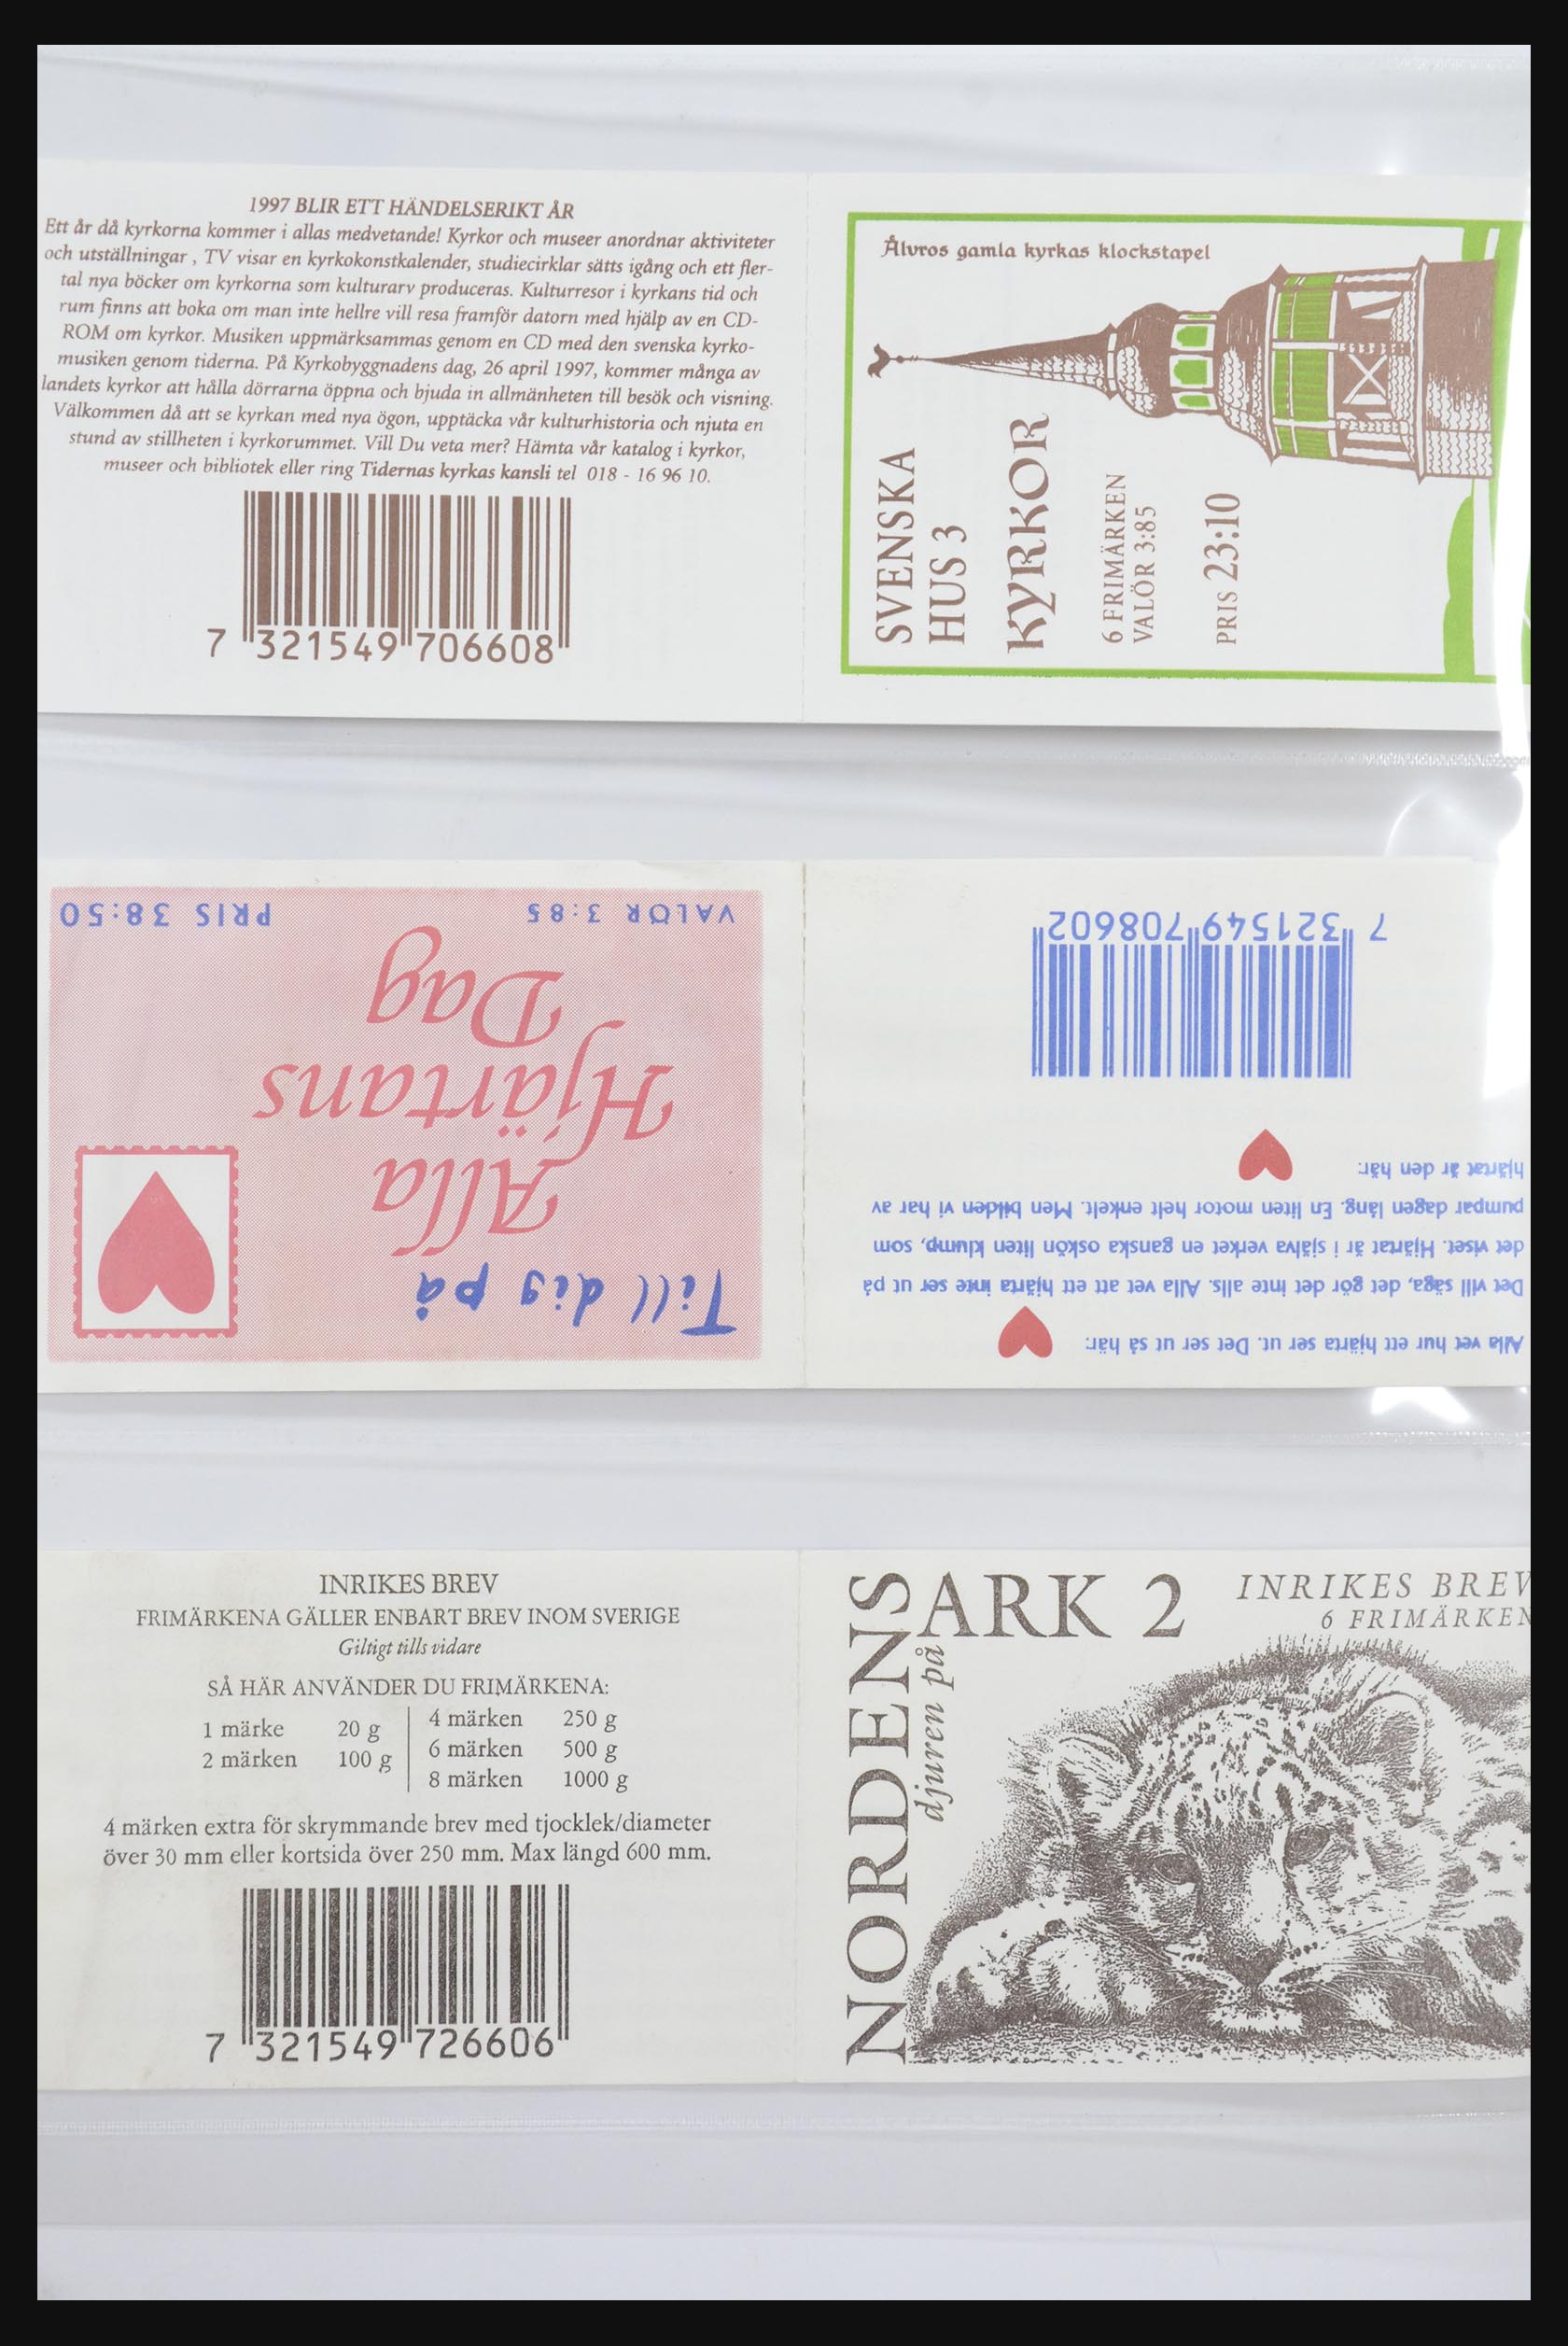 1997 BLIR ETT HÄNDELSERIKT ÅR
Ett år då kyrkorna kommer i allas medvetande! Kyrkor och museer anordnar aktiviteter
och utställningar , TV visar en kyrkokonstkalender, studiecirklar sätts igång och ett fler-
tal nya böcker om kyrkorna som kulturarv produceras. Kulturresor i kyrkans tid och
rum finns att boka om man inte hellre vill resa framför datorn med hjälp av en CD-
ROM om kyrkor. Musiken uppmärksammas genom en CD med den svenska kyrko-
musiken genom tiderna. På Kyrkobyggnadens dag, 26 april 1997, kommer många av
landets kyrkor att hålla dörrarna öppna och bjuda in allmänheten till besök och visning.
Välkommen då att se kyrkan med nya ögon, upptäcka vår kulturhistoria och njuta en
stund av stillheten i kyrkorummet. Vill Du veta mer? Hämta vår katalog i kyrkor,
museer och bibliotek eller ring Tidernas kyrkas kansli tel 018 - 16 96 10.
7 321549 706608
Älvros gamla kyrkas klockstapel
SVENSKA
HUS 3
KYRKOR
6 FRIMÄRKEN
VALÖR 3:85
PRIS 23:10
Till dig på
Alla
Hjärtans
Dag
VALÖR 3:85 PRIS 38:50
Alla vet hur ett hjärta ser ut. Det ser ut så här:
Det vill säga, det gör det inte alls. Alla vet att ett hjärta inte ser ut på
det viset. Hjärtat är i själva verket en ganska oskön liten klump, som
pumpar dagen lång. En liten motor helt enkelt. Men bilden vi har av
hjärtat är den här:
7 321549 708602
INRIKES BREV
FRIMÄRKENA GÄLLER ENBART BREV INOM SVERIGE
Giltigt tills vidare
SÅ HÄR ANVÄNDER DU FRIMÄRKENA:
1 märke 20 g
2 märken 100 g
4 märken 250 g
6 märken 500 g
8 märken 1000 g
4 märken extra för skrymmande brev med tjocklek/diameter
över 30 mm eller kortsida över 250 mm. Max längd 600 mm.
7 321549 726606
NORDENS
ARK 2
djuren på
INRIKES BREV
6 FRIMÄRKEN